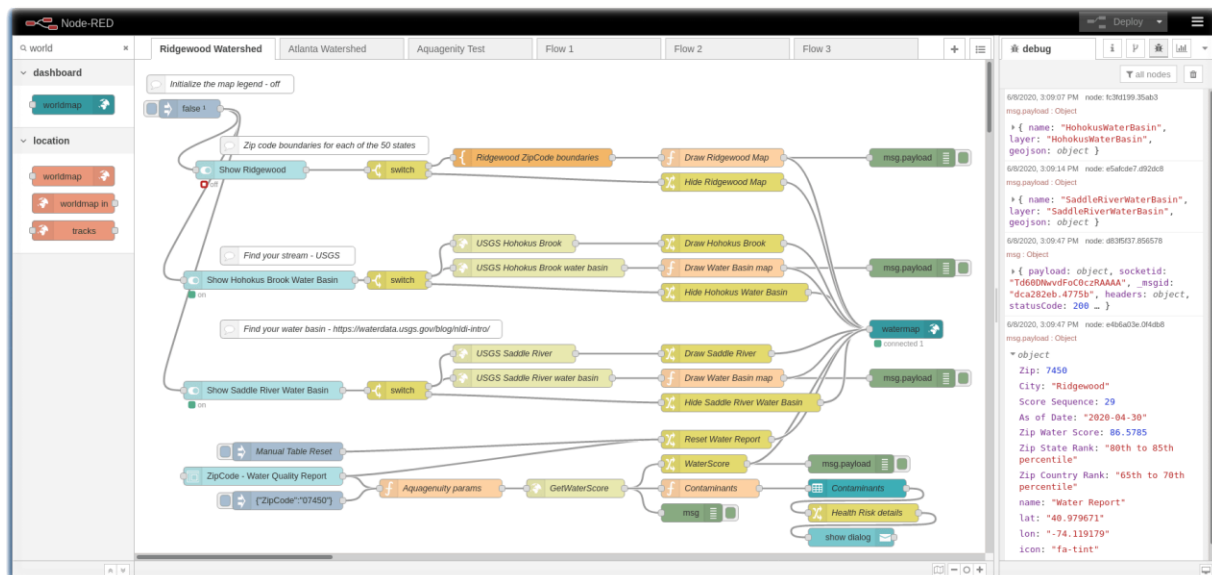 Node-RED
Deploy
world
dashboard
worldmap
location
worldmap
worldmap in
tracks
Ridgewood Watershed
Atlanta Watershed
Aquagenity Test
Flow 1
Flow 2
Flow 3
Initialize the map legend - off
false ¹
Zip code boundaries for each of the 50 states
Show Ridgewood
off
switch
Ridgewood ZipCode boundaries
Draw Ridgewood Map
msg.payload
Hide Ridgewood Map
Find your stream - USGS
USGS Hohokus Brook
Draw Hohokus Brook
Show Hohokus Brook Water Basin
on
switch
USGS Hohokus Brook water basin
Draw Water Basin map
msg.payload
Hide Hohokus Water Basin
Find your water basin - https://waterdata.usgs.gov/blog/nldi-intro/
watermap
connected 1
USGS Saddle River
Draw Saddle River
Show Saddle River Water Basin
on
switch
USGS Saddle River water basin
Draw Water Basin map
msg.payload
Hide Saddle River Water Basin
Manual Table Reset
Reset Water Report
ZipCode - Water Quality Report
{"ZipCode":"07450"}
Aquagenuity params
GetWaterScore
WaterScore
msg.payload
Contaminants
Contaminants
msg
Health Risk details
show dialog
debug
all nodes
6/8/2020, 3:09:07 PM node: fc3fd199.35ab3
msg.payload : Object
{ name: "HohokusWaterBasin",
layer: "HohokusWaterBasin",
geojson: object }
6/8/2020, 3:09:14 PM node: e5afcde7.d92dc8
msg.payload : Object
{ name: "SaddleRiverWaterBasin",
layer: "SaddleRiverWaterBasin",
geojson: object }
6/8/2020, 3:09:47 PM node: d83f5f37.856578
msg : Object
{ payload: object, socketid:
"Td60DNwvdFoC0czRAAAA", _msgid:
"dca282eb.4775b", headers: object,
statusCode: 200 … }
6/8/2020, 3:09:47 PM node: e4b6a03e.0f4db8
msg.payload : Object
object
Zip: 7450
City: "Ridgewood"
Score Sequence: 29
As of Date: "2020-04-30"
Zip Water Score: 86.5785
Zip State Rank: "80th to 85th
percentile"
Zip Country Rank: "65th to 70th
percentile"
name: "Water Report"
lat: "40.979671"
lon: "-74.119179"
icon: "fa-tint"